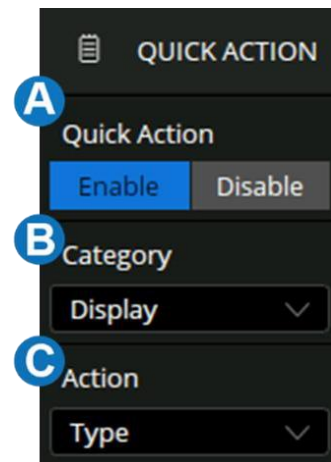 QUICK ACTION
A
Quick Action
Enable Disable
B
Category
Display
C
Action
Type